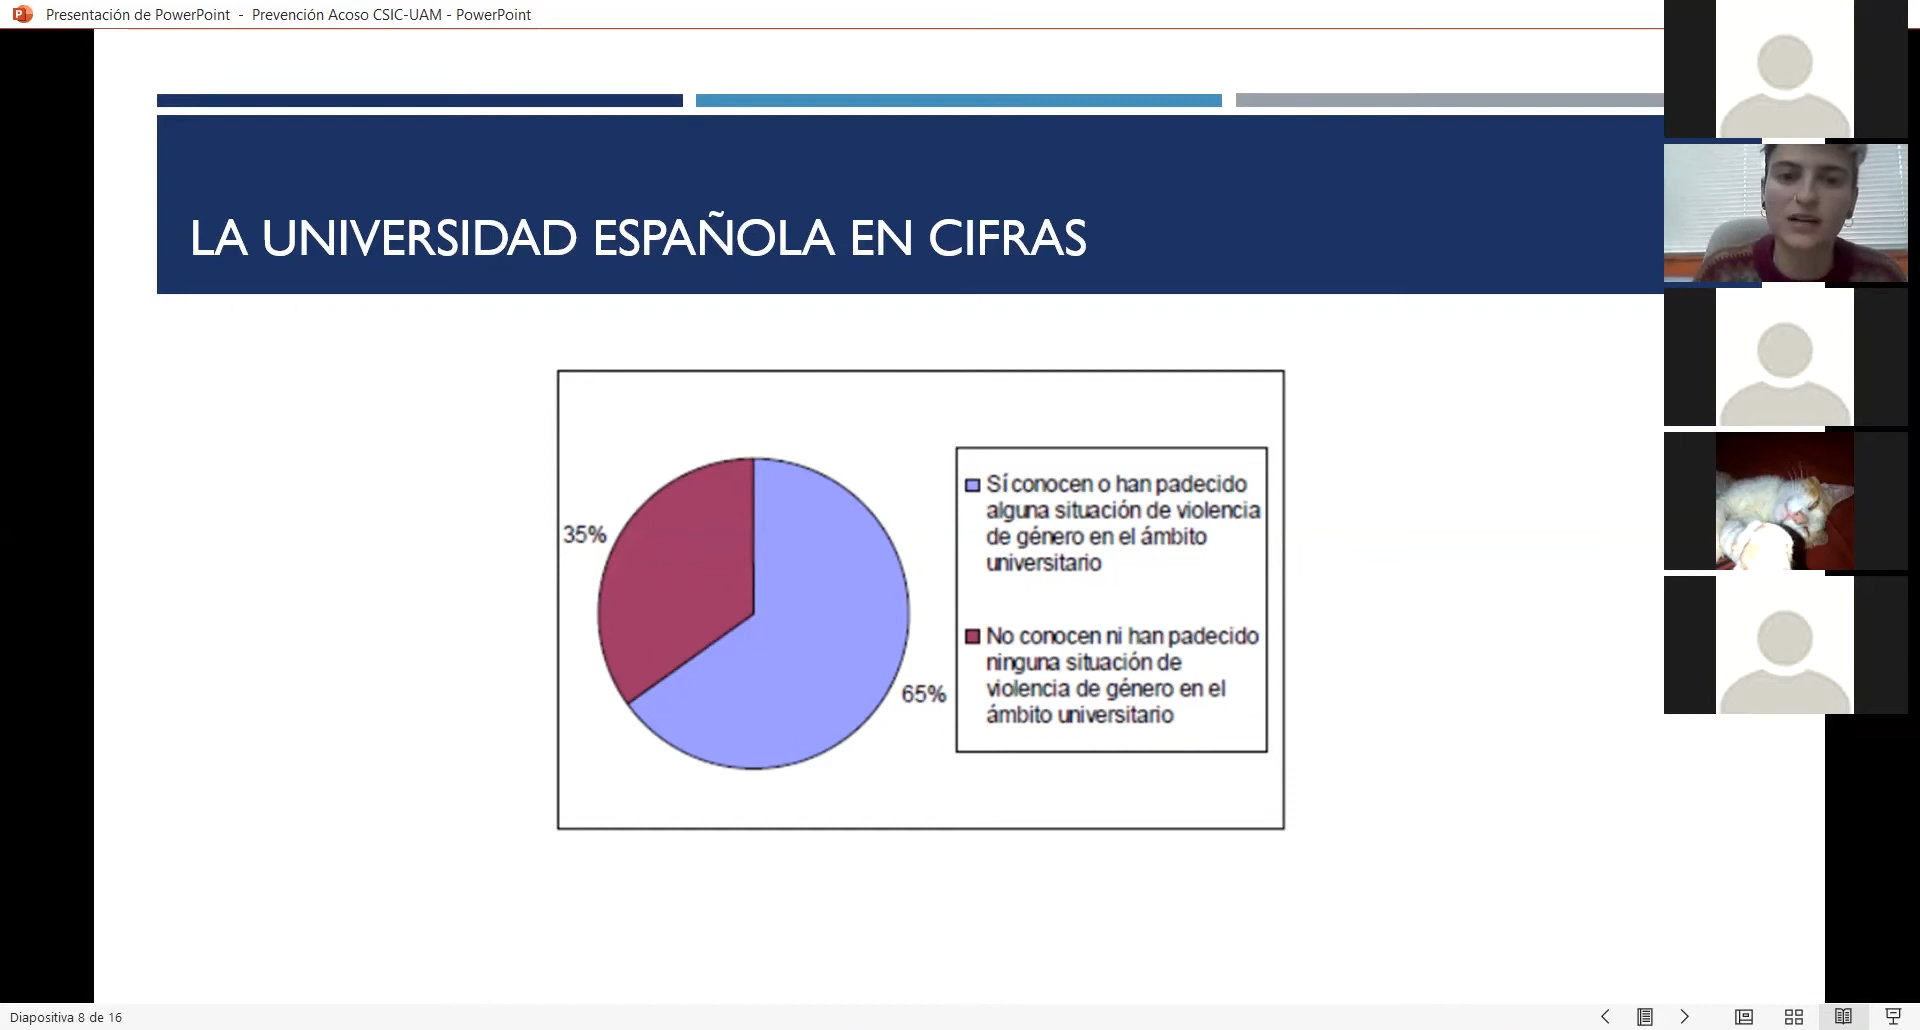 Presentación de PowerPoint - Prevención Acoso CSIC-UAM - PowerPoint
LA UNIVERSIDAD ESPAÑOLA EN CIFRAS
35%
65%
Sí conocen o han padecido
alguna situación de violencia
de género en el ámbito
universitario
No conocen ni han padecido
ninguna situación de
violencia de género en el
ámbito universitario
Diapositiva 8 de 16